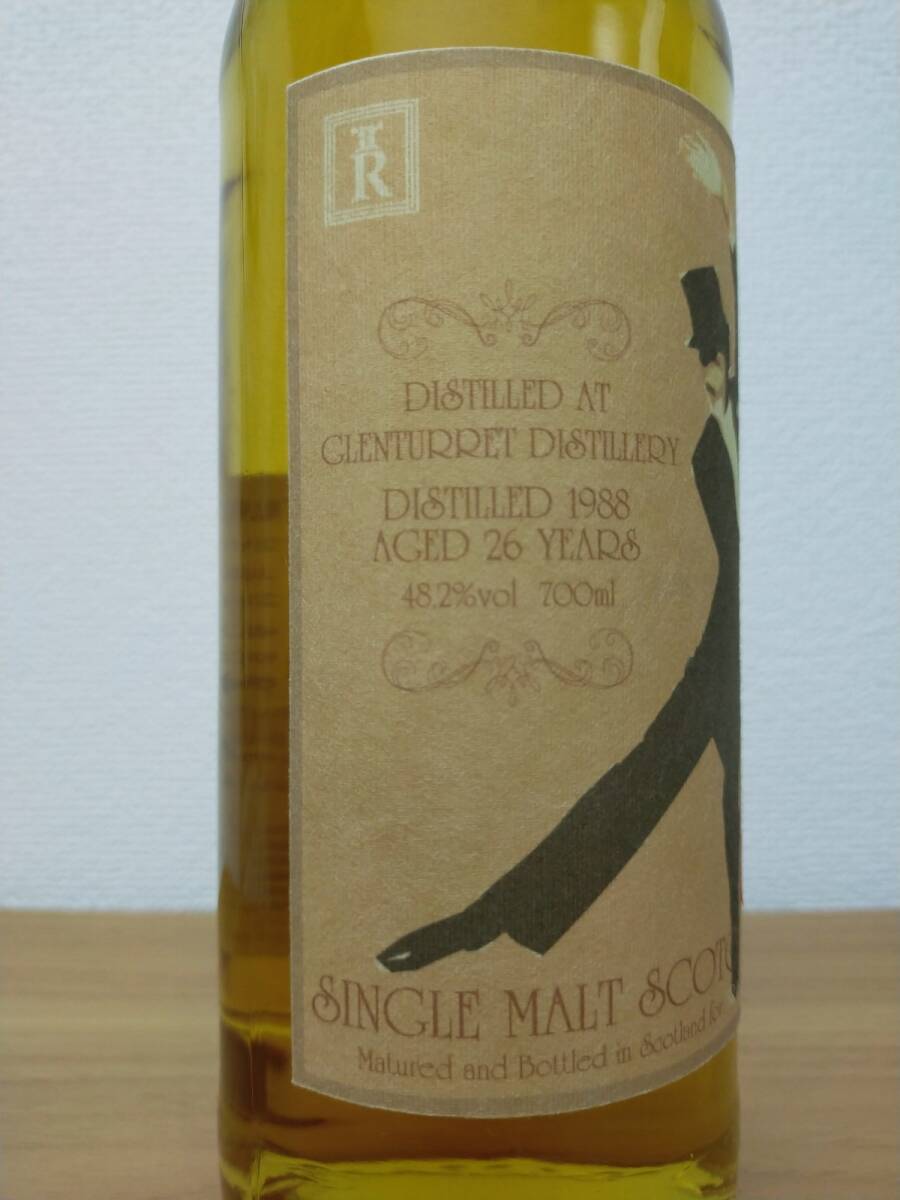 R
DISTILLED AT
GLENTURRET DISTILLERY
DISTILLED 1988
AGED 26 YEARS
48.2%vol 700ml
SINGLE MALT SCOTC
Matured and Bottled in Scotland for